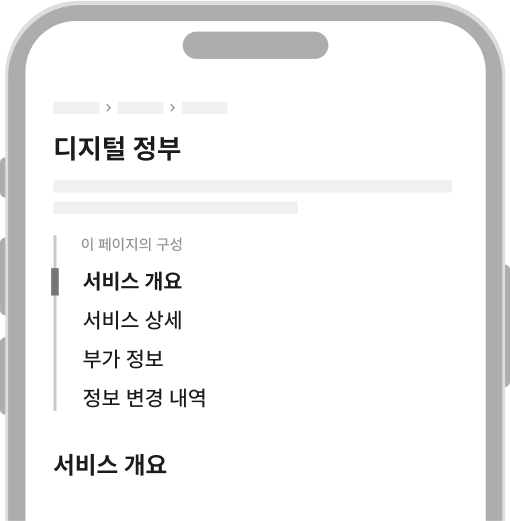 디지털 정부
이 페이지의 구성
서비스 개요
서비스 상세
부가 정보
정보 변경 내역
서비스 개요